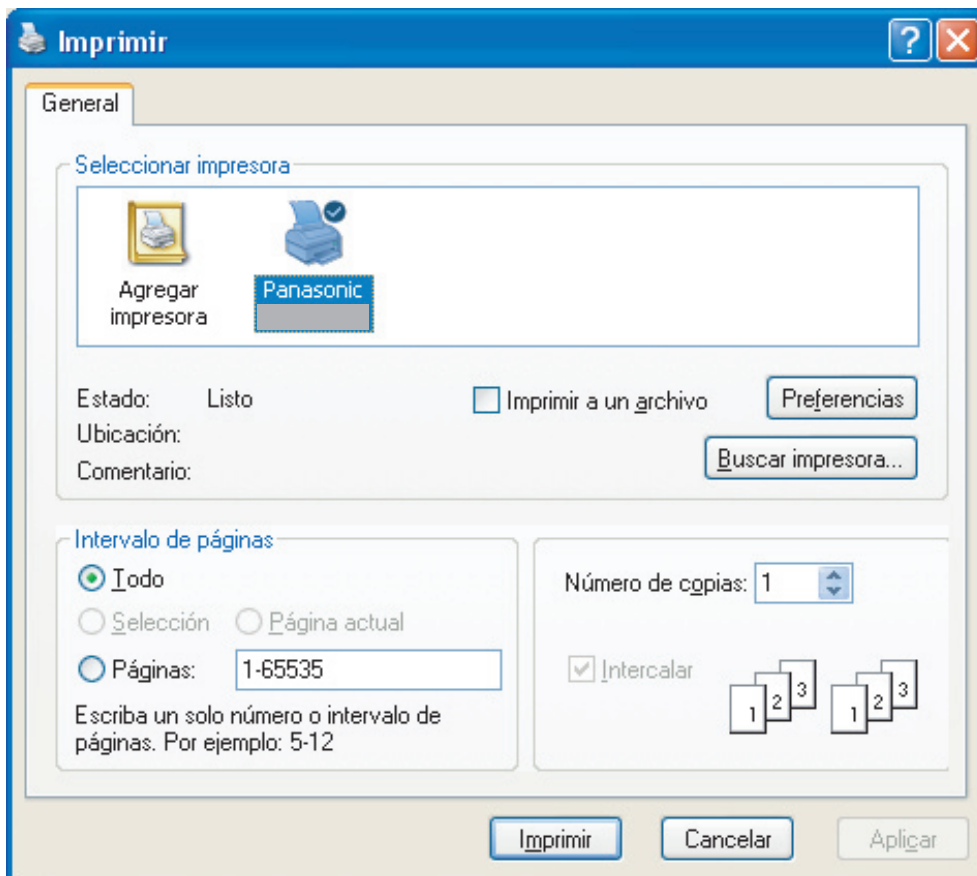 Imprimir
General
Seleccionar impresora
Agregar
impresora
Panasonic
Estado: Listo
Imprimir a un archivo
Preferencias
Ubicación:
Buscar impresora...
Comentario:
Intervalo de páginas
Todo
Selección
Página actual
Páginas: 1-65535
Escriba un solo número o intervalo de
páginas. Por ejemplo: 5-12
Número de copias: 1
Intercalar
1 2 3 1 2 3
Imprimir
Cancelar
Aplicar